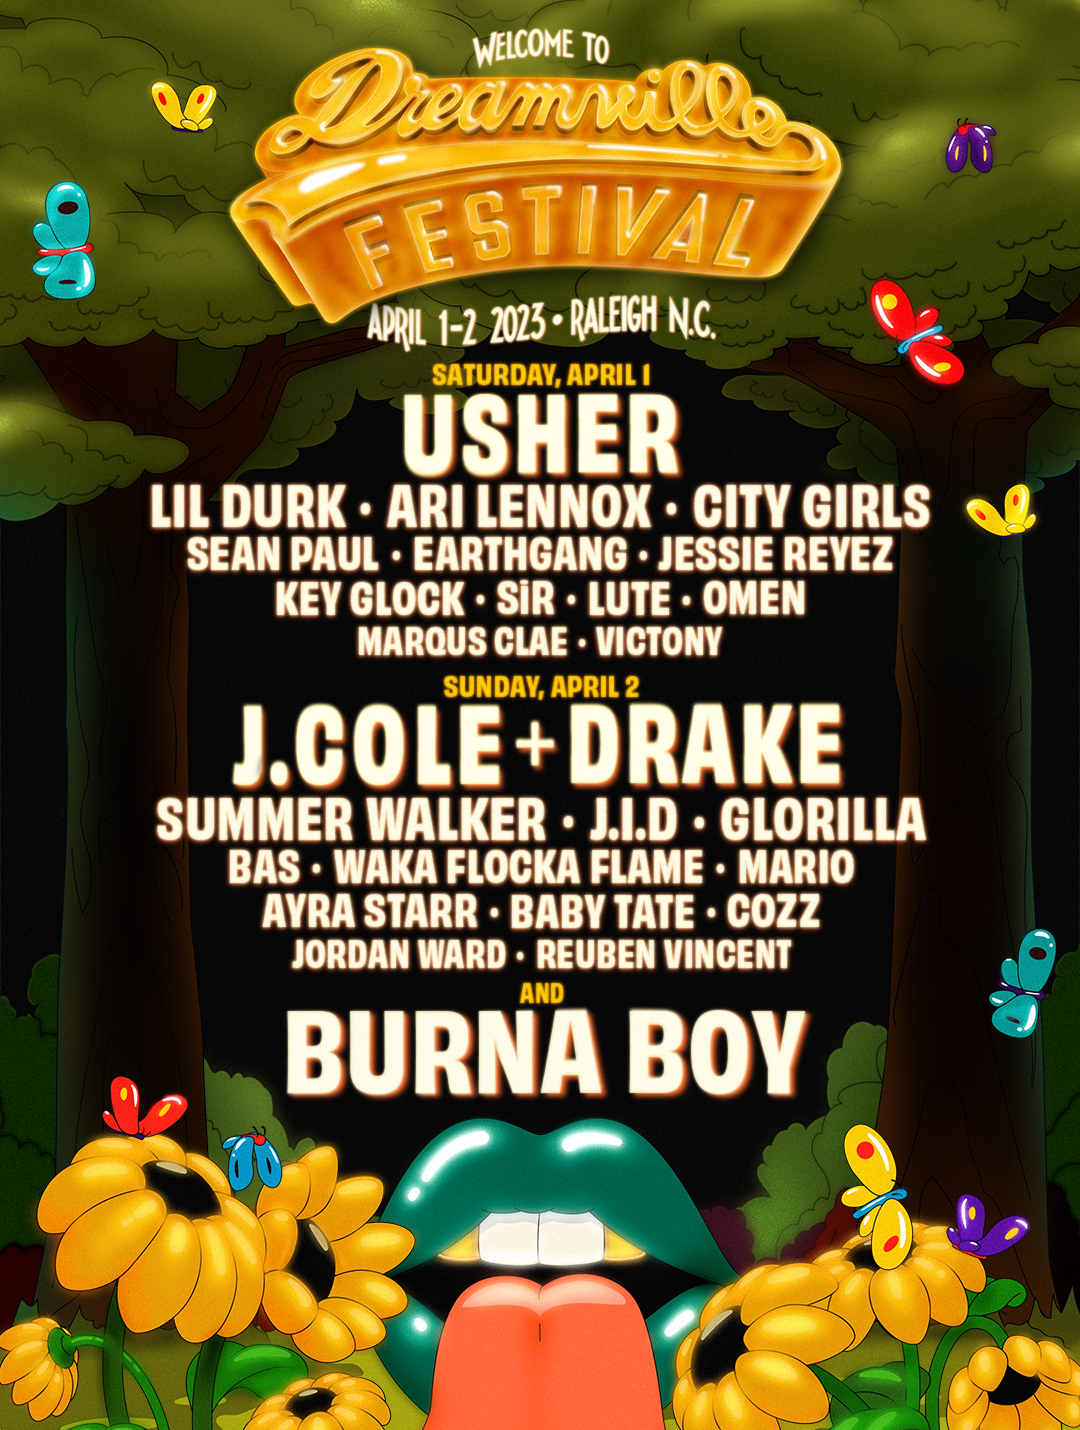 WELCOME TO
Dreamville
FESTIVAL
APRIL 1-2 2023 • RALEIGH N.C.
SATURDAY, APRIL 1
USHER
LIL DURK • ARI LENNOX • CITY GIRLS
SEAN PAUL • EARTHGANG • JESSIE REYEZ
KEY GLOCK • SiR • LUTE • OMEN
MARQUS CLAE • VICTONY
SUNDAY, APRIL 2
J.COLE + DRAKE
SUMMER WALKER • J.I.D • GLORILLA
BAS • WAKA FLOCKA FLAME • MARIO
AYRA STARR • BABY TATE • COZZ
JORDAN WARD • REUBEN VINCENT
AND
BURNA BOY